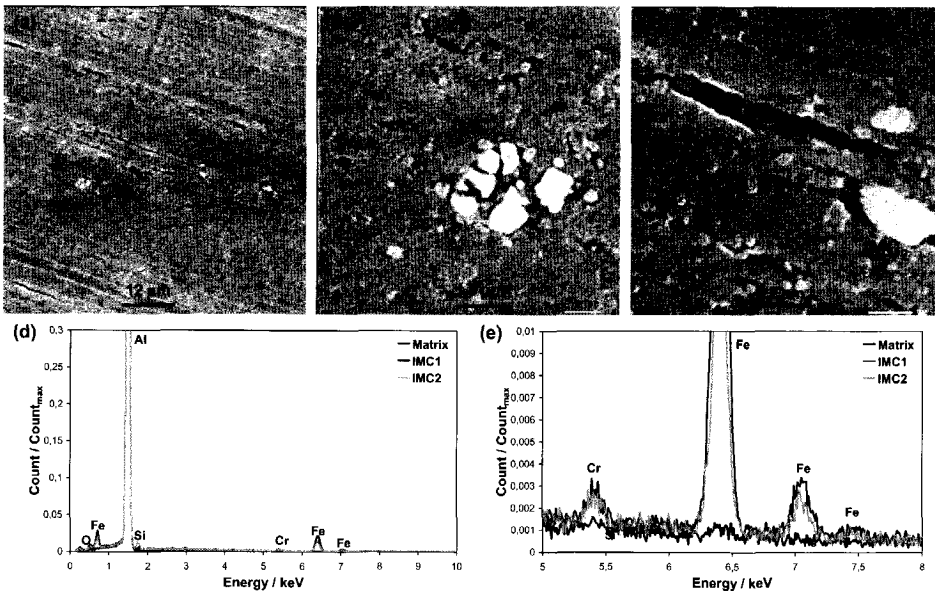 12 µm
(d)
0,3
0,25
0,2
0,15
0,1
0,05
0
Count / Count max
Al
Matrix
IMC1
IMC2
O
Fe
Si
Cr
Fe
Fe
0 1 2 3 4 5 6 7 8 9 10
Energy / keV
(e)
0,01
0,009
0,008
0,007
0,006
0,005
0,004
0,003
0,002
0,001
0
Count / Count max
Fe
Matrix
IMC1
IMC2
Cr
Fe
Fe
5 5,5 6 6,5 7 7,5 8
Energy / keV